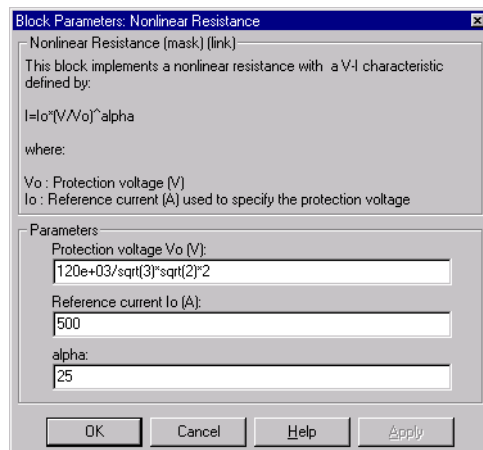 Block Parameters: Nonlinear Resistance
Nonlinear Resistance (mask) (link)
This block implements a nonlinear resistance with  a V-I characteristic
defined by:
I=Io*(V/Vo)^alpha
where:
Vo : Protection voltage (V)
Io : Reference current (A) used to specify the protection voltage
Parameters
Protection voltage Vo (V):
120e+03/sqrt(3)*sqrt(2)*2
Reference current Io (A):
500
alpha:
25
OK Cancel Help Apply